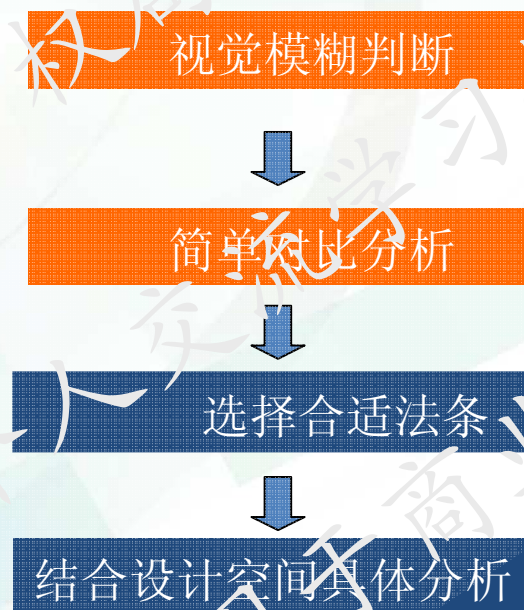 视觉模糊判断
简单对比分析
选择合适法条
结合设计空间具体分析